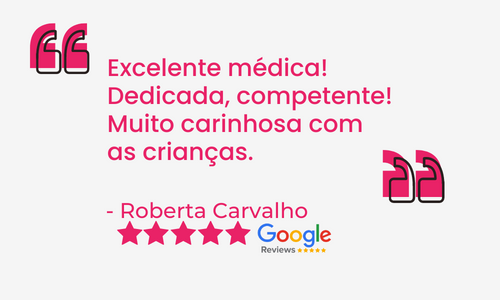 Excelente médica!
Dedicada, competente!
Muito carinhosa com
as crianças.
- Roberta Carvalho
Google
Reviews